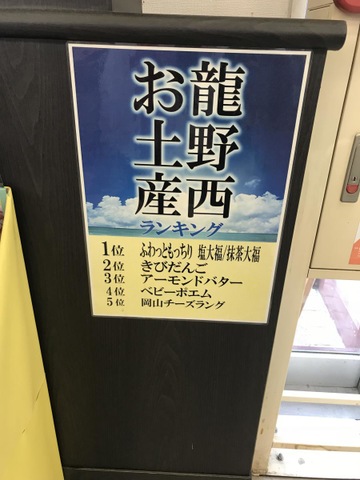 龍野西
お土産
ランキング
1位 ふわっともっちり 塩大福/抹茶大福
2位 きびだんご
3位 アーモンドバター
4位 ベビーポエム
5位 岡山チーズラング